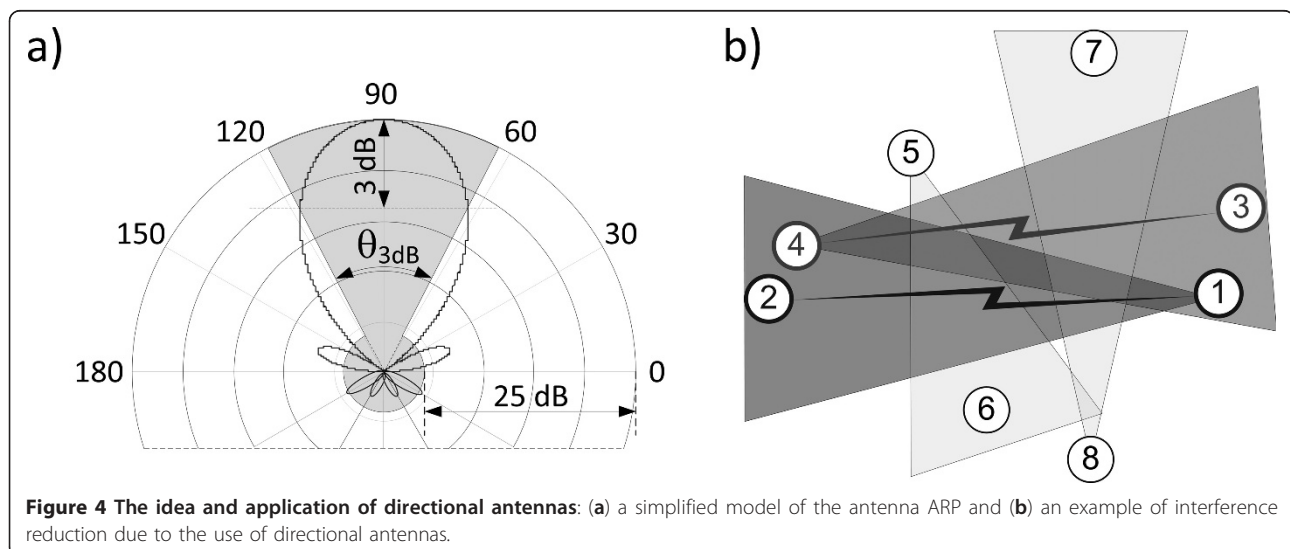 a)
90
120
60
3 dB
150
30
θ3dB
180
0
25 dB
b)
7
5
3
4
2
1
6
8
Figure 4 The idea and application of directional antennas: (a) a simplified model of the antenna ARP and (b) an example of interference
reduction due to the use of directional antennas.